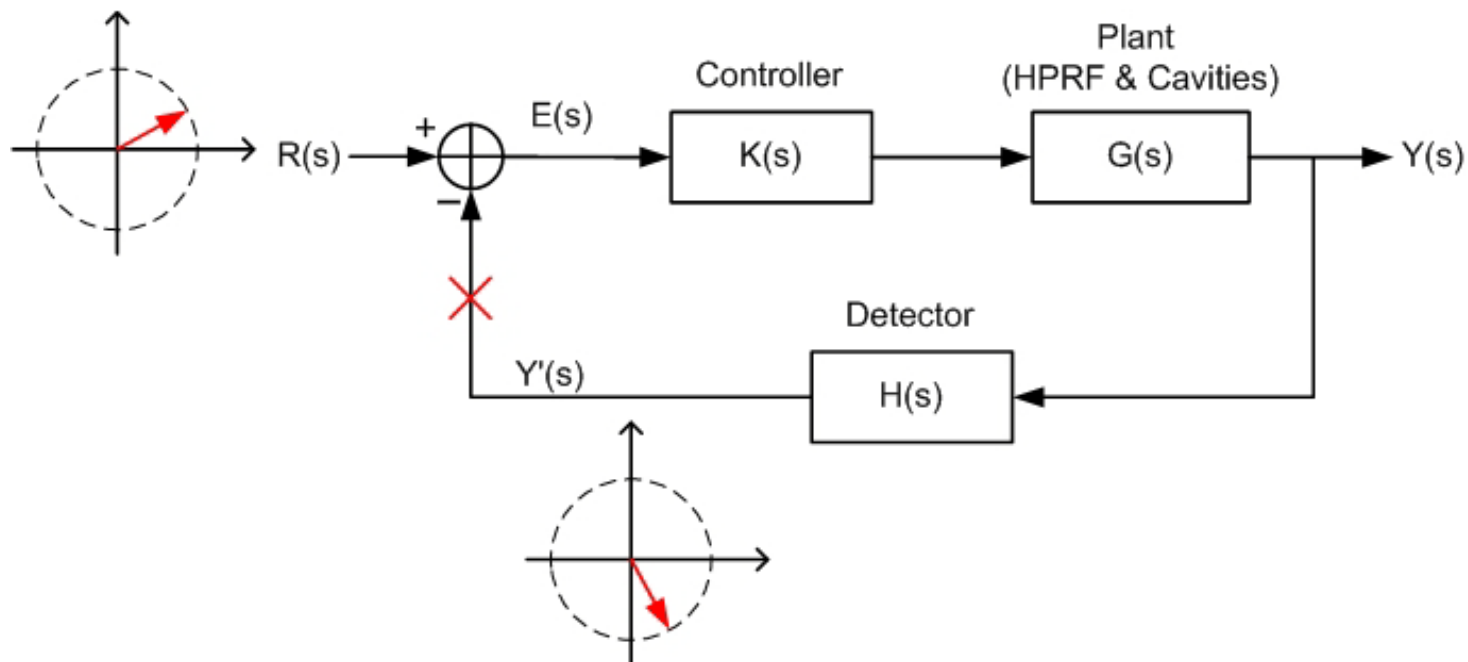 Plant
(HPRF & Cavities)
Controller
E(s)
+
R(s)
K(s)
G(s)
Y(s)
−
Detector
Y'(s)
H(s)